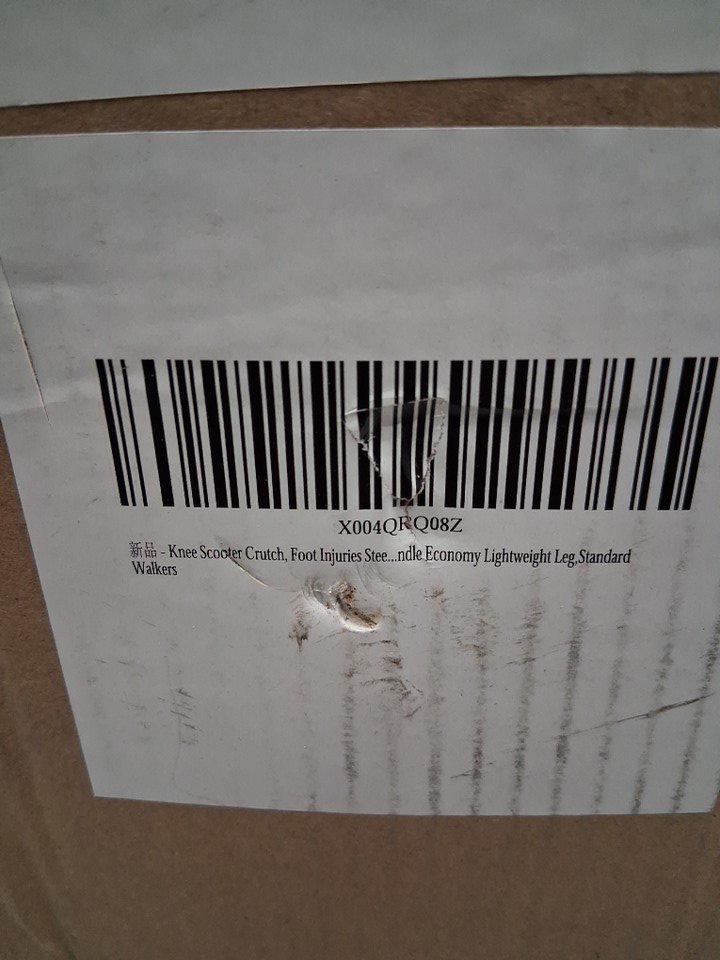 X004QRQ08Z
新品 - Knee Scooter Crutch, Foot Injuries Stee...ndle Economy Lightweight Leg,Standard
Walkers